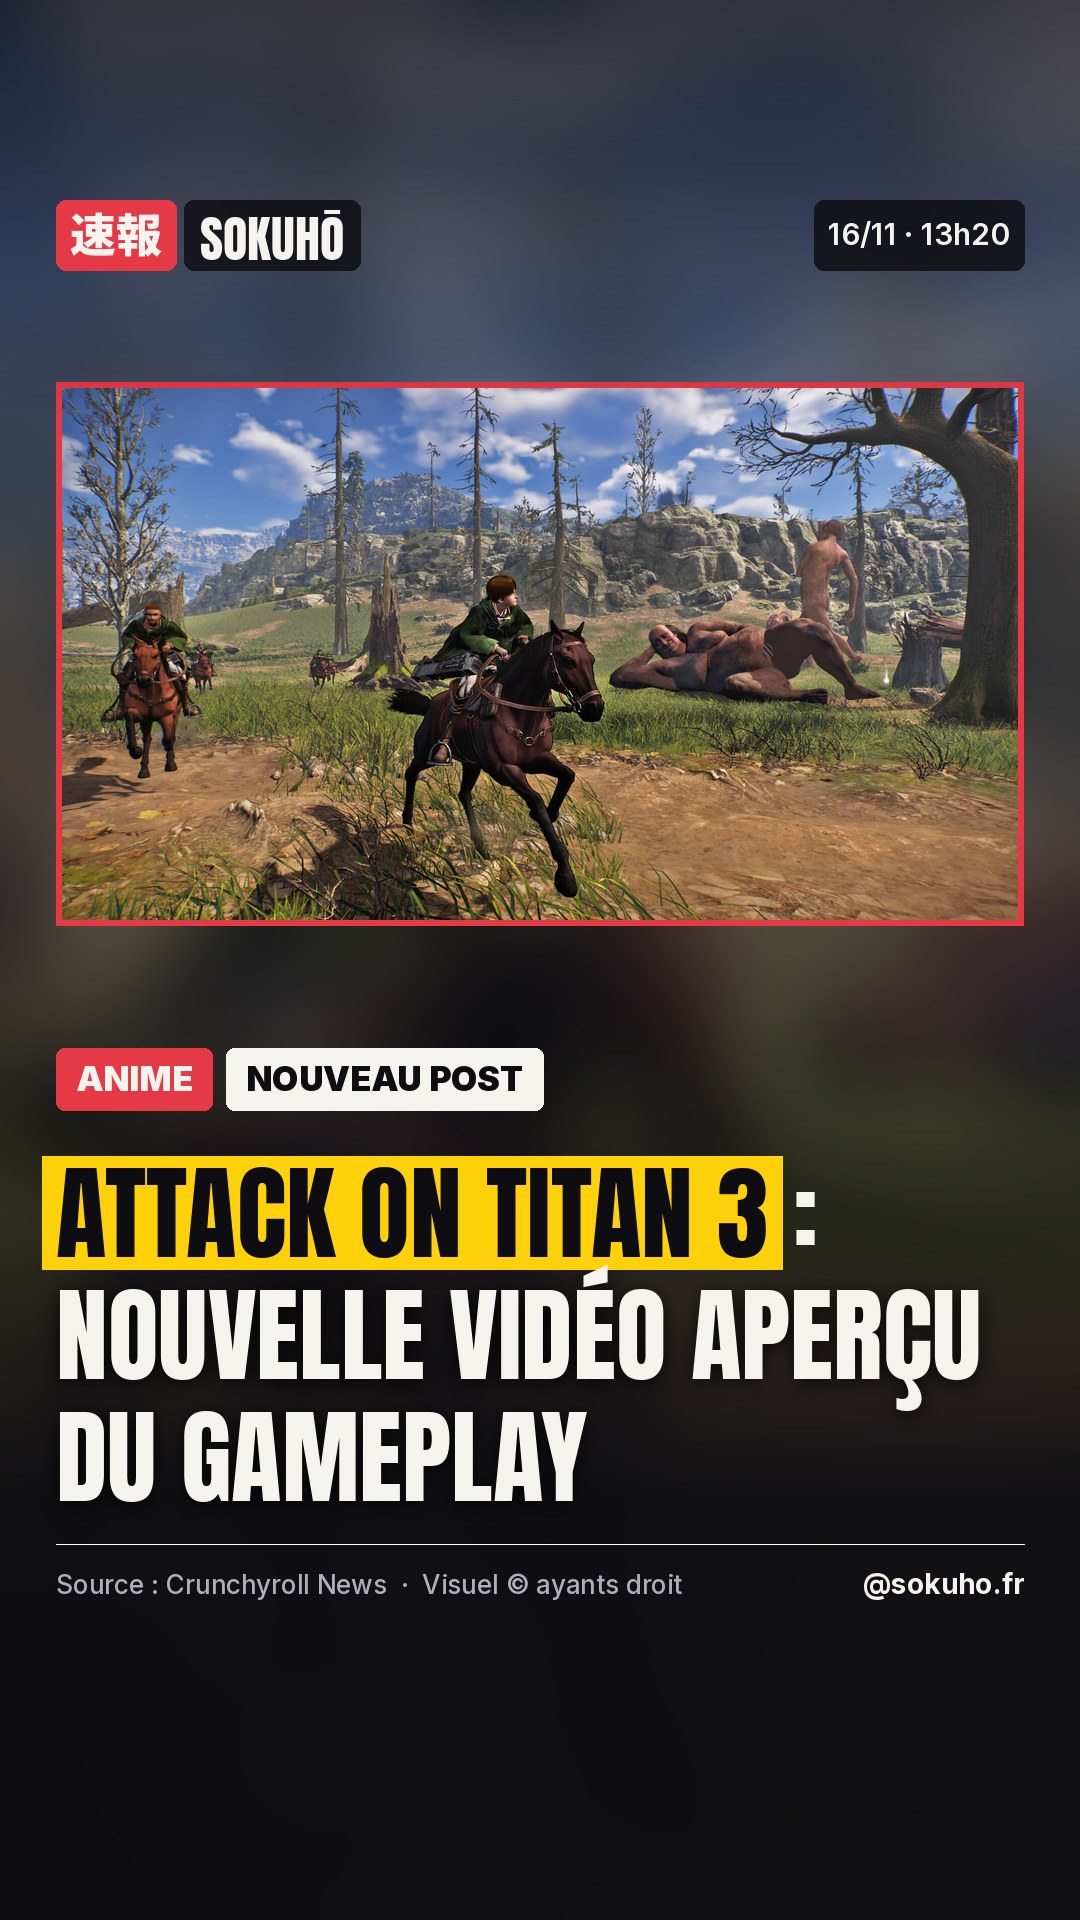 速報 SOKUHŌ
16/11 · 13h20
ANIME NOUVEAU POST
ATTACK ON TITAN 3 :
NOUVELLE VIDÉO APERÇU
DU GAMEPLAY
Source : Crunchyroll News · Visuel © ayants droit
@sokuho.fr